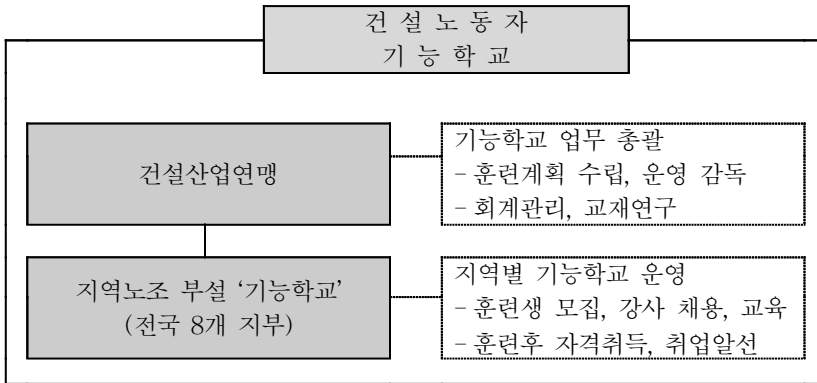 건 설 노 동 자
기 능 학 교
건설산업연맹
기능학교 업무 총괄
- 훈련계획 수립, 운영 감독
- 회계관리, 교재연구
지역노조 부설 ‘기능학교’
(전국 8개 지부)
지역별 기능학교 운영
- 훈련생 모집, 강사 채용, 교육
- 훈련후 자격취득, 취업알선